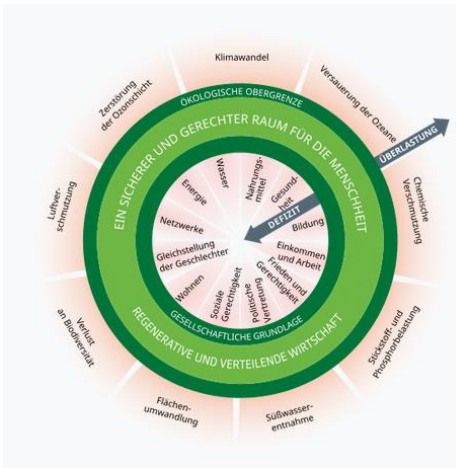 Klimawandel
Versauerung der Ozeane
Chemische
Verschmutzung
Stickstoff- und
Phosphorbelastung
Süßwasser-
entnahme
Flächen-
umwandlung
Verlust
an Biodiversität
Luftver-
schmutzung
Zerstörung
der Ozonschicht
ÜBERLASTUNG
ÖKOLOGISCHE OBERGRENZE
EIN SICHERER UND GERECHTER RAUM FÜR DIE MENSCHHEIT
REGENERATIVE UND VERTEILENDE WIRTSCHAFT
GESELLSCHAFTLICHE GRUNDLAGE
DEFIZIT
Wasser
Nahrungs-
mittel
Gesund-
heit
Bildung
Einkommen
und Arbeit
Frieden und
Gerechtigkeit
Politische
Vertretung
Soziale
Gerechtigkeit
Wohnen
Gleichstellung
der Geschlechter
Netzwerke
Energie